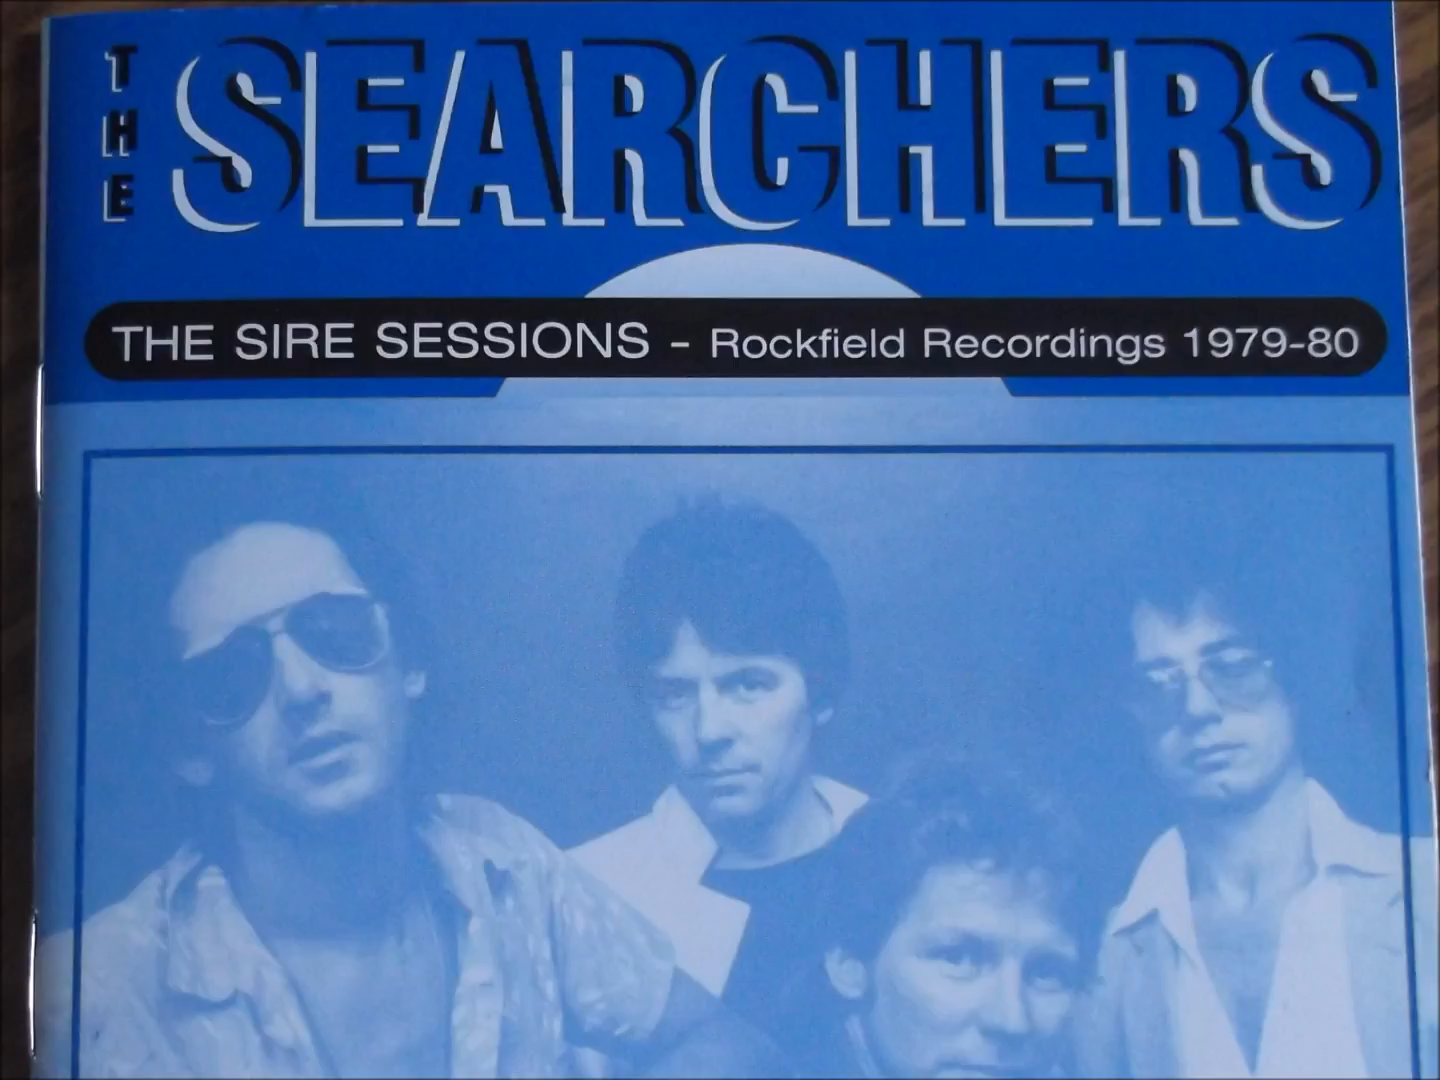 THE
SEARCHERS
THE SIRE SESSIONS – Rockfield Recordings 1979-80